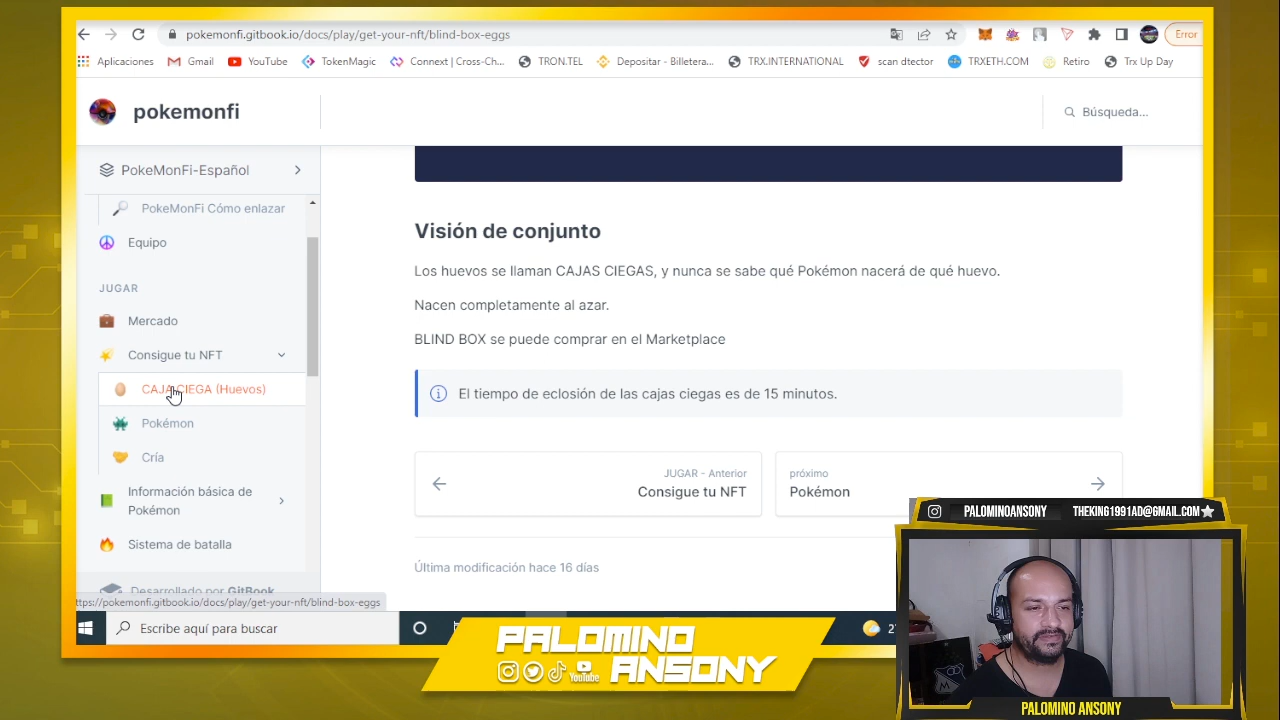 pokemonfi.gitbook.io/docs/play/get-your-nft/blind-box-eggs
Error
Aplicaciones
Gmail
YouTube
TokenMagic
Connext | Cross-Ch...
TRON.TEL
Depositar - Billetera...
TRX.INTERNATIONAL
scan dtector
TRXETH.COM
Retiro
Trx Up Day
pokemonfi
Búsqueda...
PokeMonFi-Español
PokeMonFi Cómo enlazar
Equipo
JUGAR
Mercado
Consigue tu NFT
CAJA CIEGA (Huevos)
Pokémon
Cría
Información básica de
Pokémon
Sistema de batalla
Desarrollado por GitBook
ttps://pokemonfi.gitbook.io/docs/play/get-your-nft/blind-box-eggs
Visión de conjunto
Los huevos se llaman CAJAS CIEGAS, y nunca se sabe qué Pokémon nacerá de qué huevo.
Nacen completamente al azar.
BLIND BOX se puede comprar en el Marketplace
El tiempo de eclosión de las cajas ciegas es de 15 minutos.
JUGAR - Anterior
Consigue tu NFT
próximo
Pokémon
Última modificación hace 16 días
Escribe aquí para buscar
PALOMINO
ANSONY
YouTube
PALOMINOANSONY
THEKING1991AD@GMAIL.COM
PALOMINO ANSONY